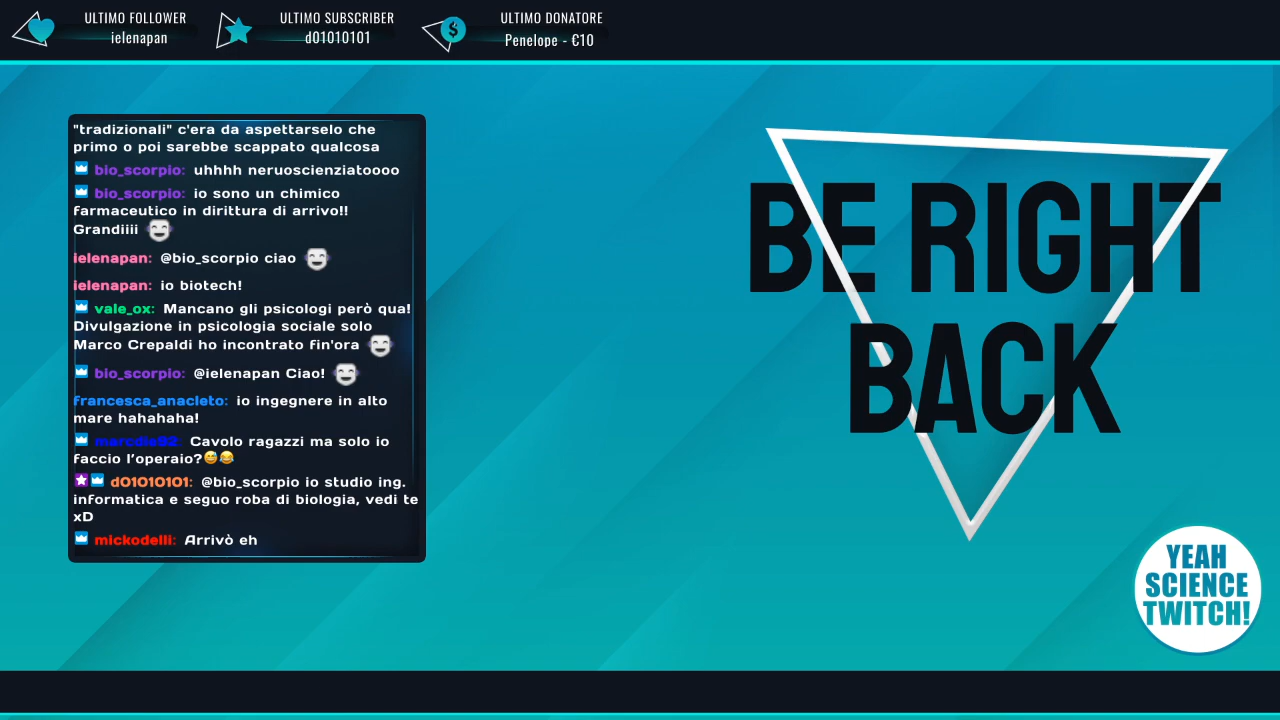 ULTIMO FOLLOWER
ielenapan
ULTIMO SUBSCRIBER
d01010101
ULTIMO DONATORE
Penelope - €10
"tradizionali" c'era da aspettarselo che
primo o poi sarebbe scappato qualcosa
bio_scorpio: uhhhh neruoscienziatoooo
bio_scorpio: io sono un chimico
farmaceutico in dirittura di arrivo!!
Grandiiii
ielenapan: @bio_scorpio ciao
ielenapan: io biotech!
vale_ox: Mancano gli psicologi però qua!
Divulgazione in psicologia sociale solo
Marco Crepaldi ho incontrato fin'ora
bio_scorpio: @ielenapan Ciao!
francesca_anacleto: io ingegnere in alto
mare hahahaha!
marcdie92: Cavolo ragazzi ma solo io
faccio l'operaio?😅😂
d01010101: @bio_scorpio io studio ing.
informatica e seguo roba di biologia, vedi te
xD
mickodelli: Arrivò eh
BE RIGHT
BACK
YEAH
SCIENCE
TWITCH!